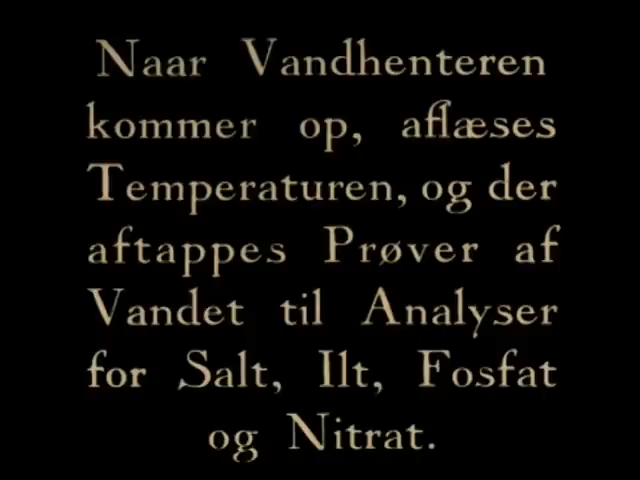 Naar Vandhenteren
kommer op, aflæses
Temperaturen, og der
aftappes Prøver af
Vandet til Analyser
for Salt, Ilt, Fosfat
og Nitrat.